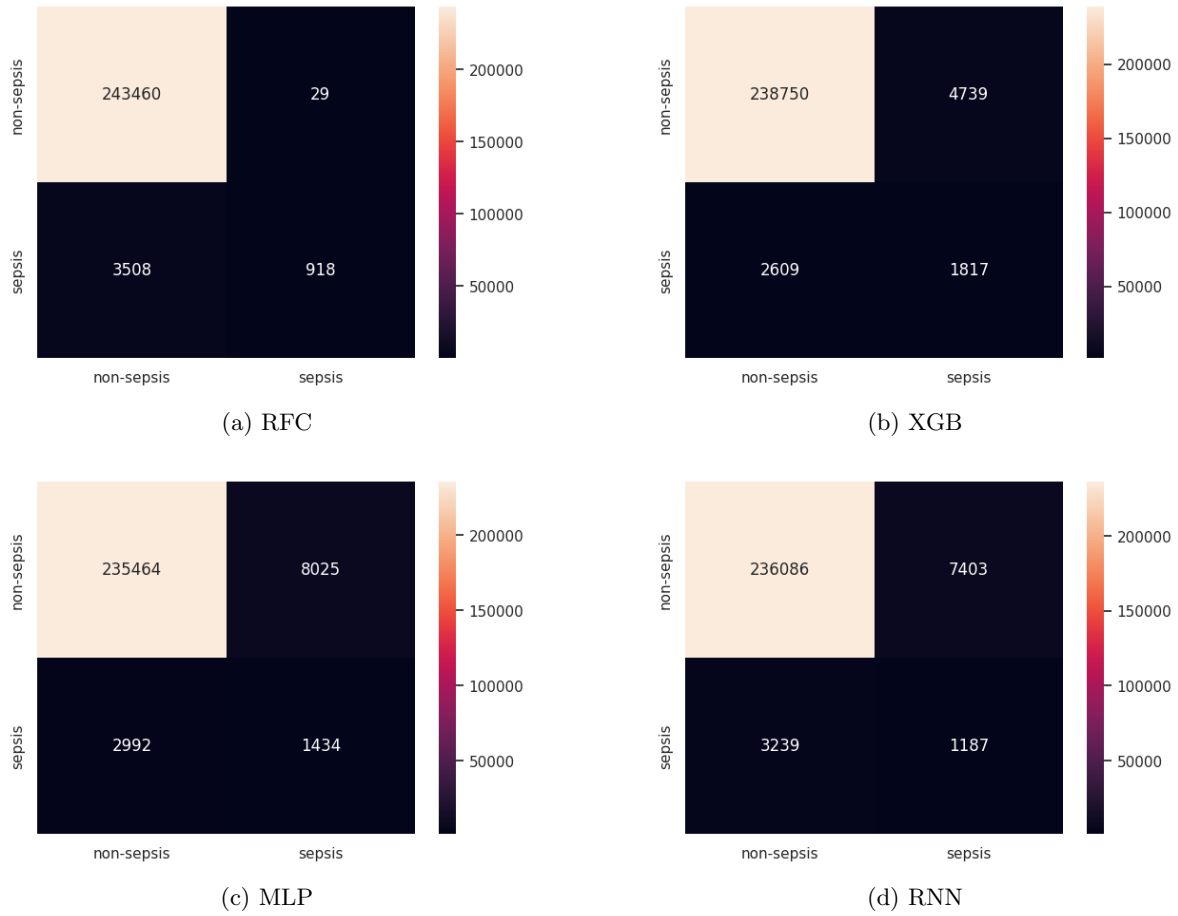 non-sepsis
sepsis
243460
29
3508
918
non-sepsis
sepsis
200000
150000
100000
50000
(a) RFC
non-sepsis
sepsis
238750
4739
2609
1817
non-sepsis
sepsis
200000
150000
100000
50000
(b) XGB
non-sepsis
sepsis
235464
8025
2992
1434
non-sepsis
sepsis
200000
150000
100000
50000
(c) MLP
non-sepsis
sepsis
236086
7403
3239
1187
non-sepsis
sepsis
200000
150000
100000
50000
(d) RNN